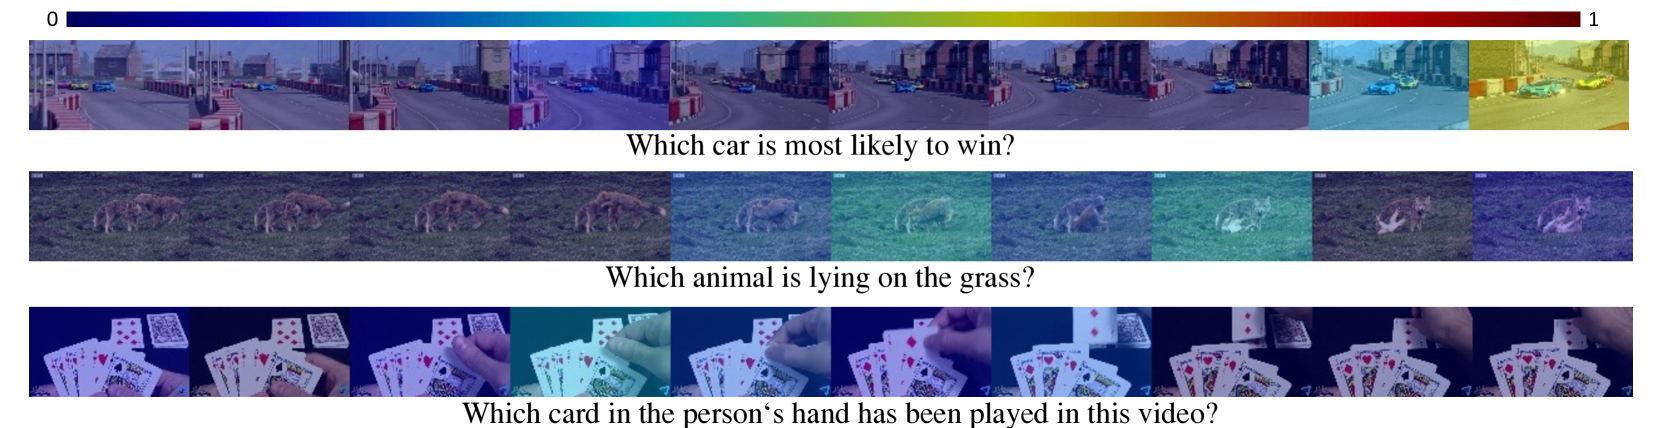 0 1
Which car is most likely to win?
Which animal is lying on the grass?
Which card in the person‘s hand has been played in this video?